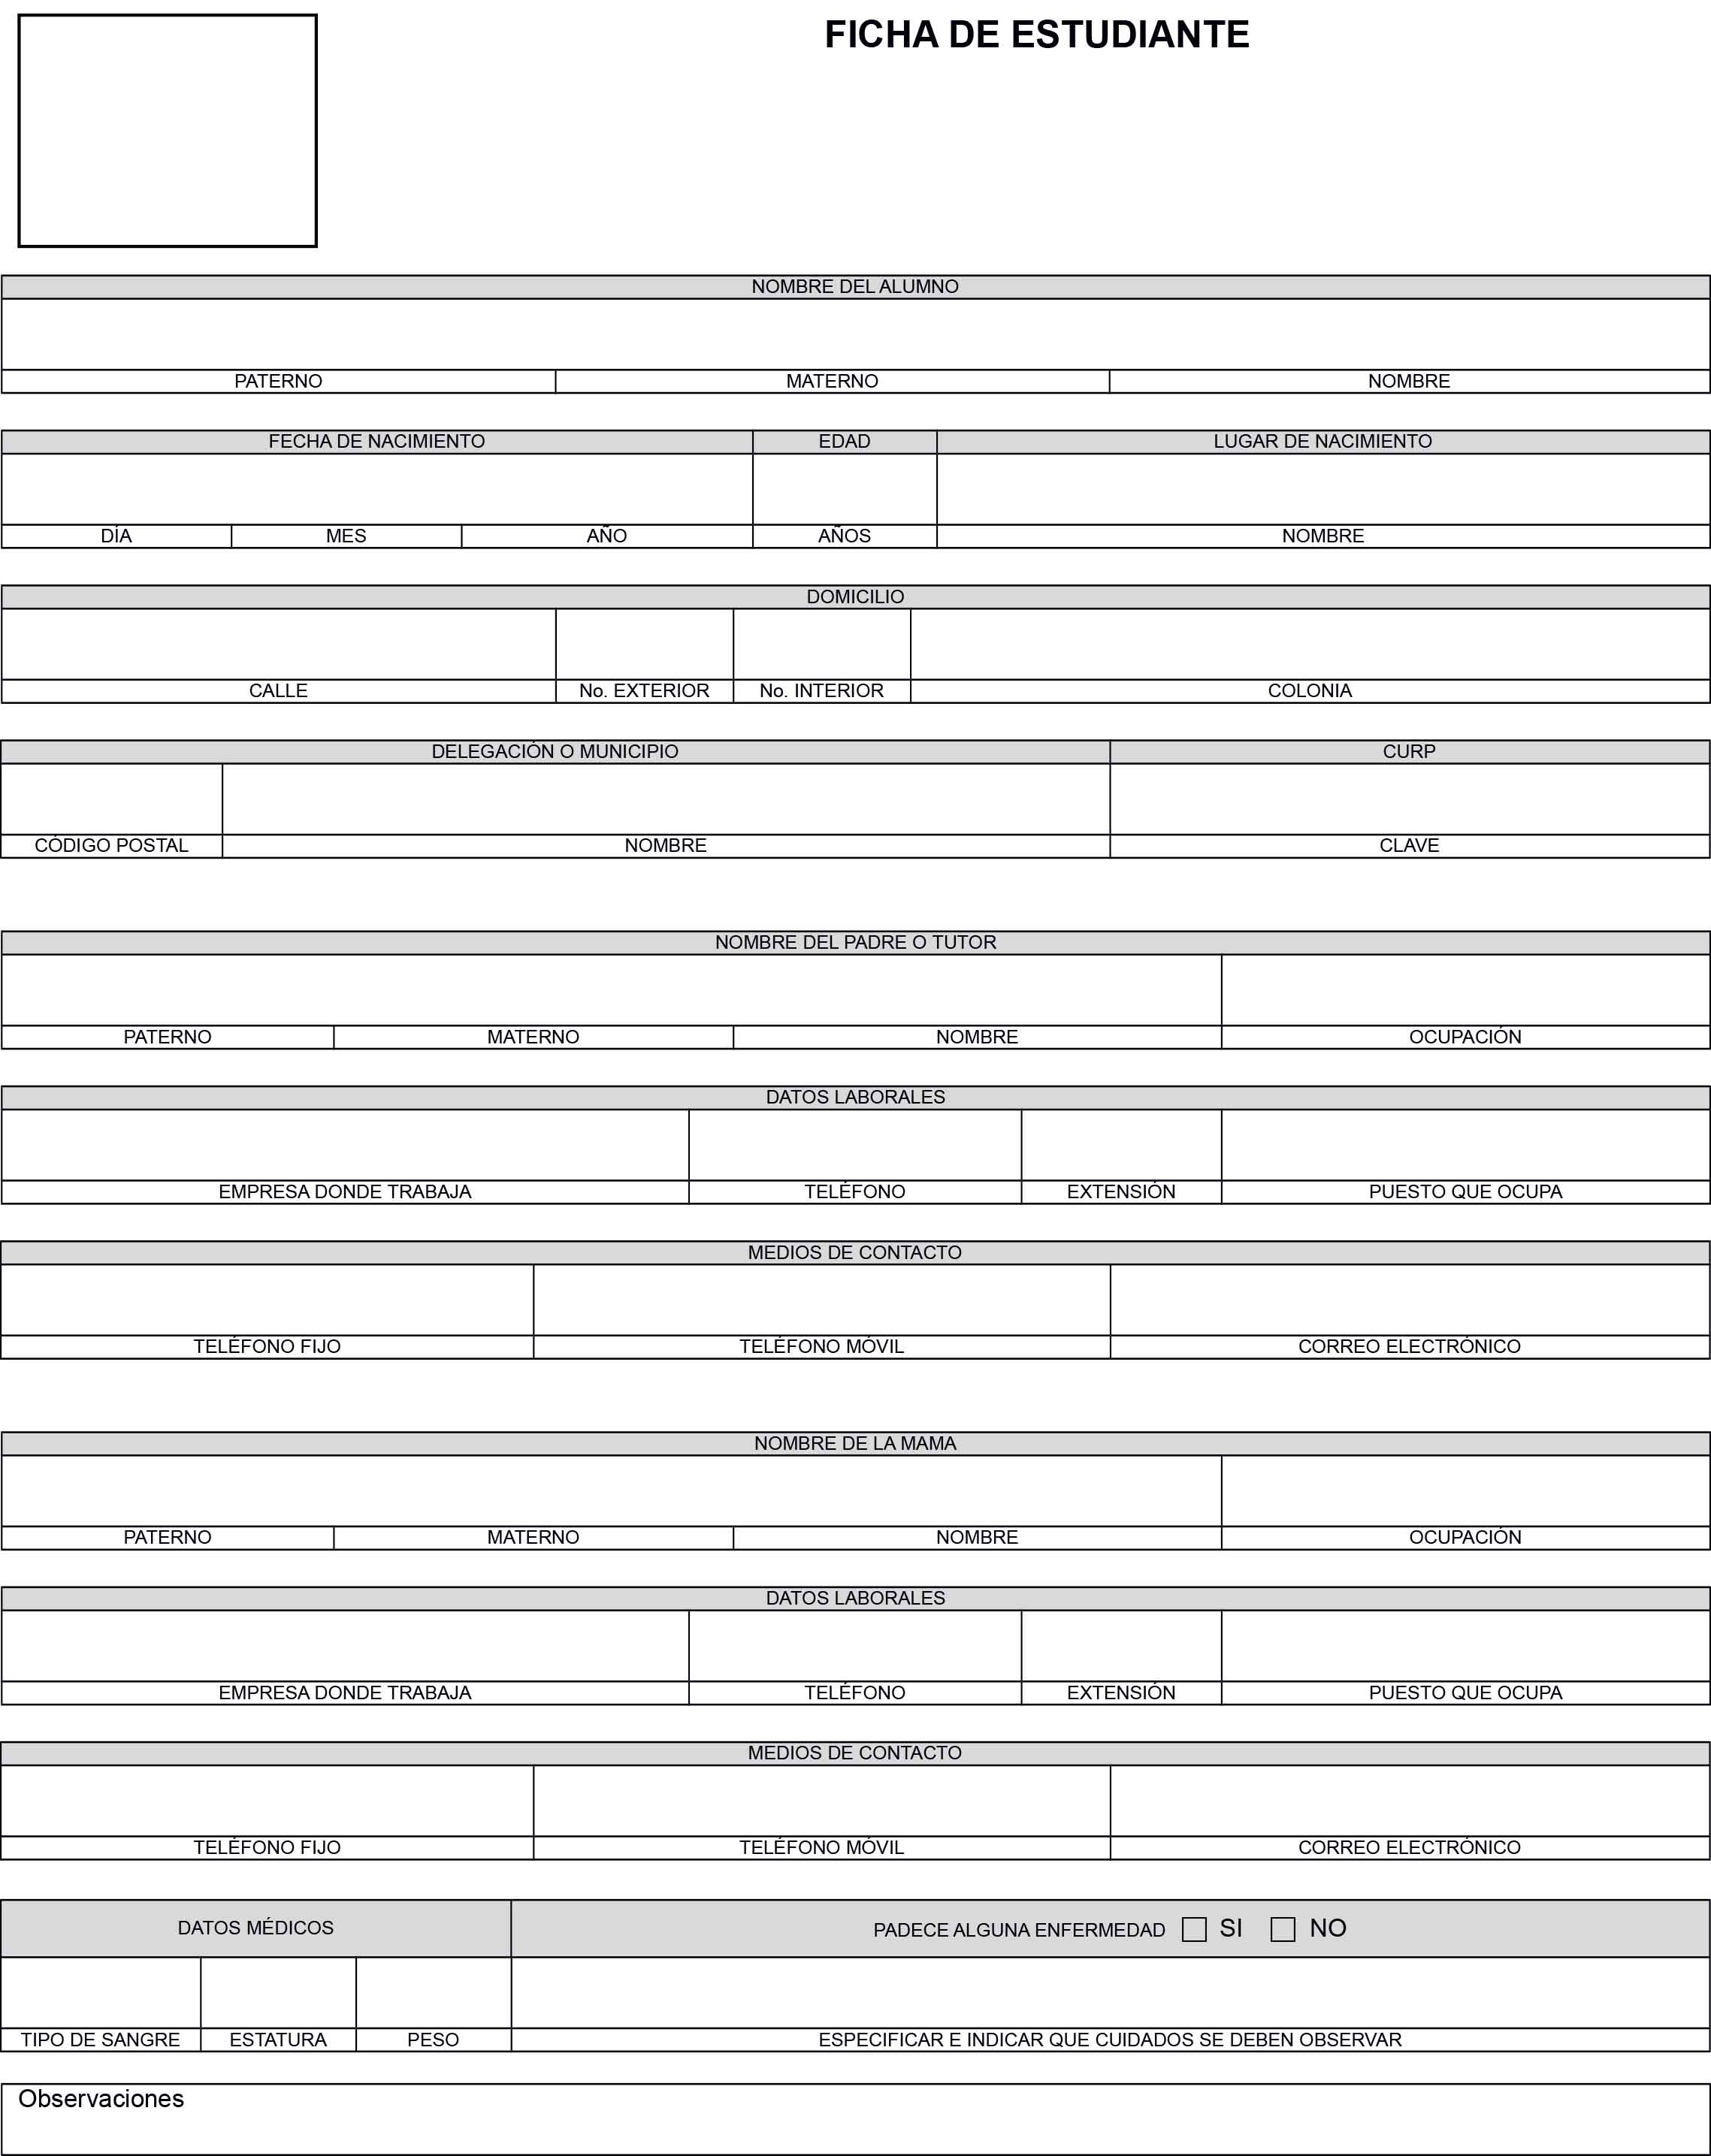 FICHA DE ESTUDIANTE
NOMBRE DEL ALUMNO
PATERNO MATERNO NOMBRE
FECHA DE NACIMIENTO EDAD LUGAR DE NACIMIENTO
DÍA MES AÑO AÑOS NOMBRE
DOMICILIO
CALLE No. EXTERIOR No. INTERIOR COLONIA
DELEGACIÓN O MUNICIPIO CURP
CÓDIGO POSTAL NOMBRE CLAVE
NOMBRE DEL PADRE O TUTOR
PATERNO MATERNO NOMBRE OCUPACIÓN
DATOS LABORALES
EMPRESA DONDE TRABAJA TELÉFONO EXTENSIÓN PUESTO QUE OCUPA
MEDIOS DE CONTACTO
TELÉFONO FIJO TELÉFONO MÓVIL CORREO ELECTRÓNICO
NOMBRE DE LA MAMA
PATERNO MATERNO NOMBRE OCUPACIÓN
DATOS LABORALES
EMPRESA DONDE TRABAJA TELÉFONO EXTENSIÓN PUESTO QUE OCUPA
MEDIOS DE CONTACTO
TELÉFONO FIJO TELÉFONO MÓVIL CORREO ELECTRÓNICO
DATOS MÉDICOS PADECE ALGUNA ENFERMEDAD SI NO
TIPO DE SANGRE ESTATURA PESO ESPECIFICAR E INDICAR QUE CUIDADOS SE DEBEN OBSERVAR
Observaciones